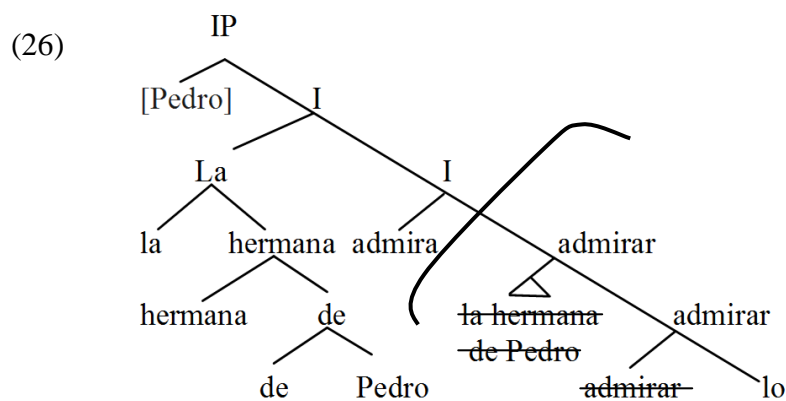 IP
(26)
[Pedro] I
La I
la hermana admira admirar
hermana de la hermana admirar
de Pedro
de Pedro admirar lo